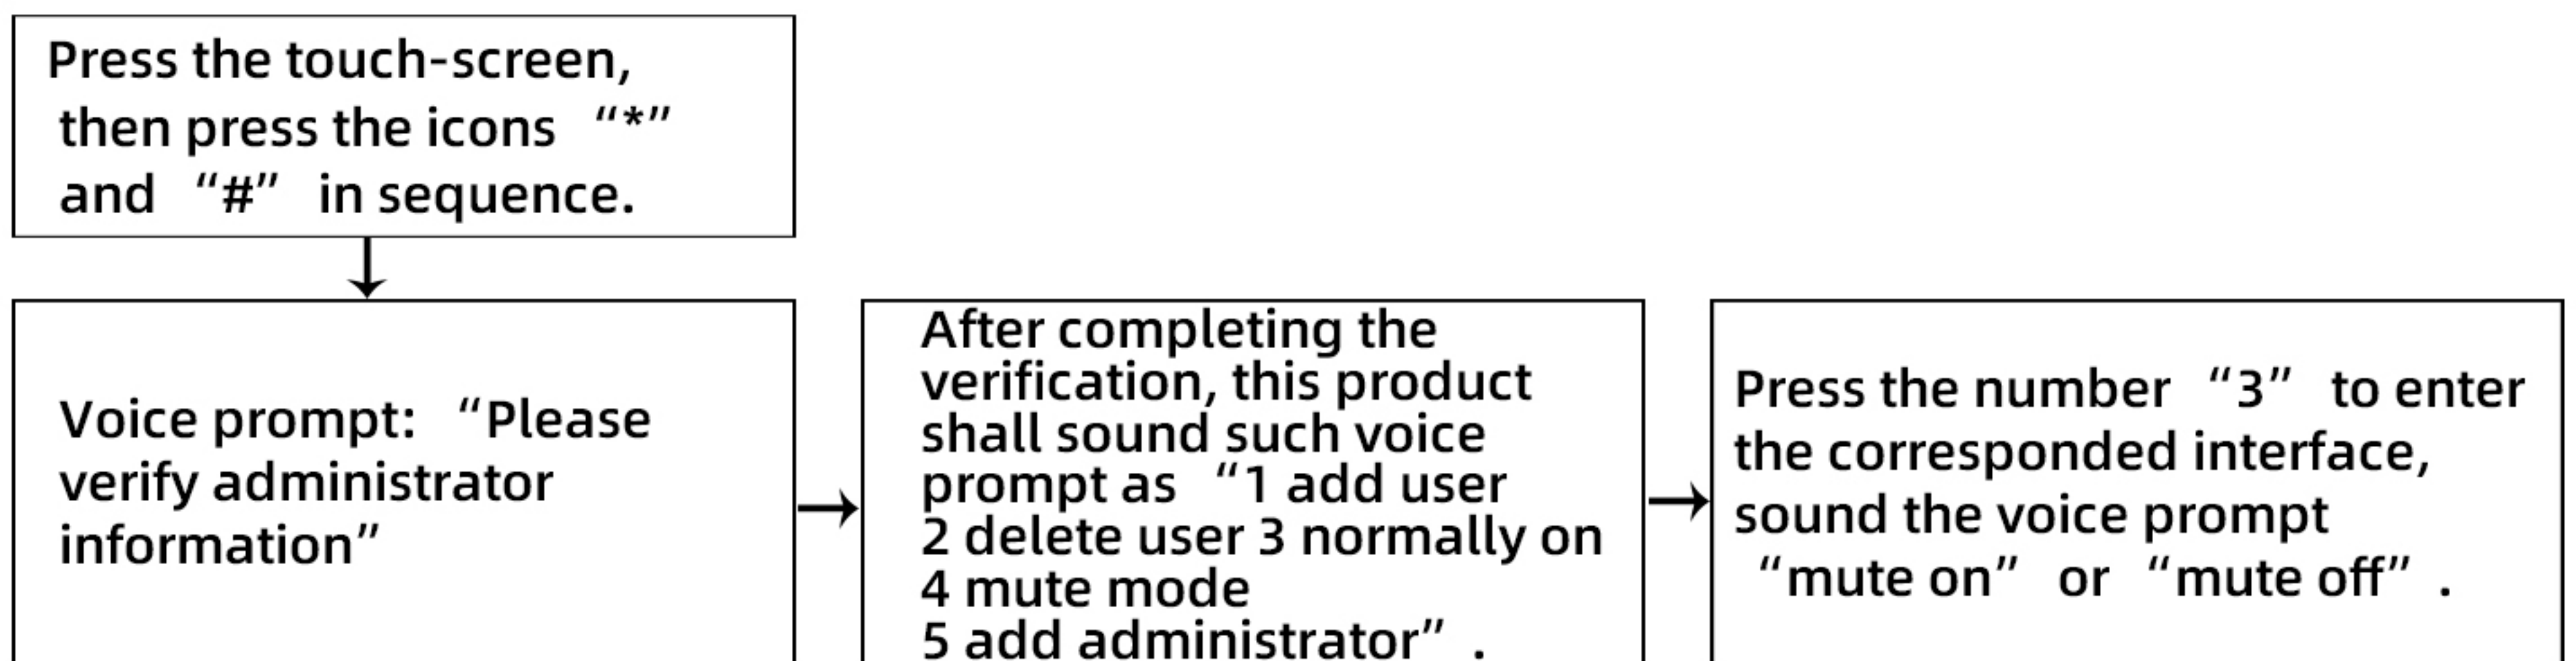 Press the touch-screen,
then press the icons “*”
and “#” in sequence.
Voice prompt: “Please
verify administrator
information”
After completing the
verification, this product
shall sound such voice
prompt as “1 add user
2 delete user 3 normally on
4 mute mode
5 add administrator” .
Press the number “3” to enter
the corresponded interface,
sound the voice prompt
“mute on” or “mute off” .